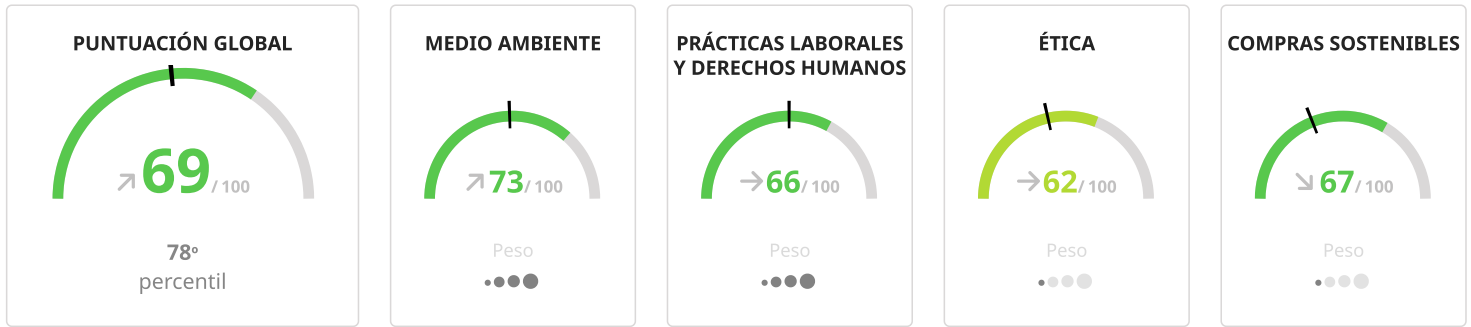 PUNTUACIÓN GLOBAL
69 / 100
78º
percentil
MEDIO AMBIENTE
73 / 100
Peso
PRÁCTICAS LABORALES
Y DERECHOS HUMANOS
66 / 100
Peso
ÉTICA
62 / 100
Peso
COMPRAS SOSTENIBLES
67 / 100
Peso